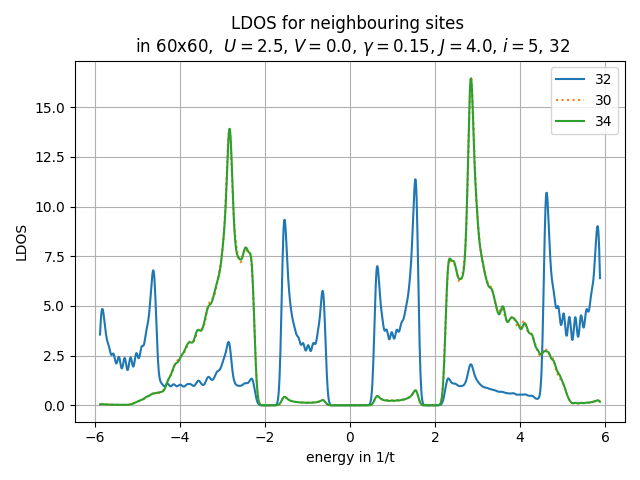 LDOS for neighbouring sites
in 60x60, U = 2.5, V = 0.0, γ = 0.15, J = 4.0, i = 5, 32
32
30
34
15.0
12.5
10.0
7.5
5.0
2.5
0.0
LDOS
−6 −4 −2 0 2 4 6
energy in 1/t